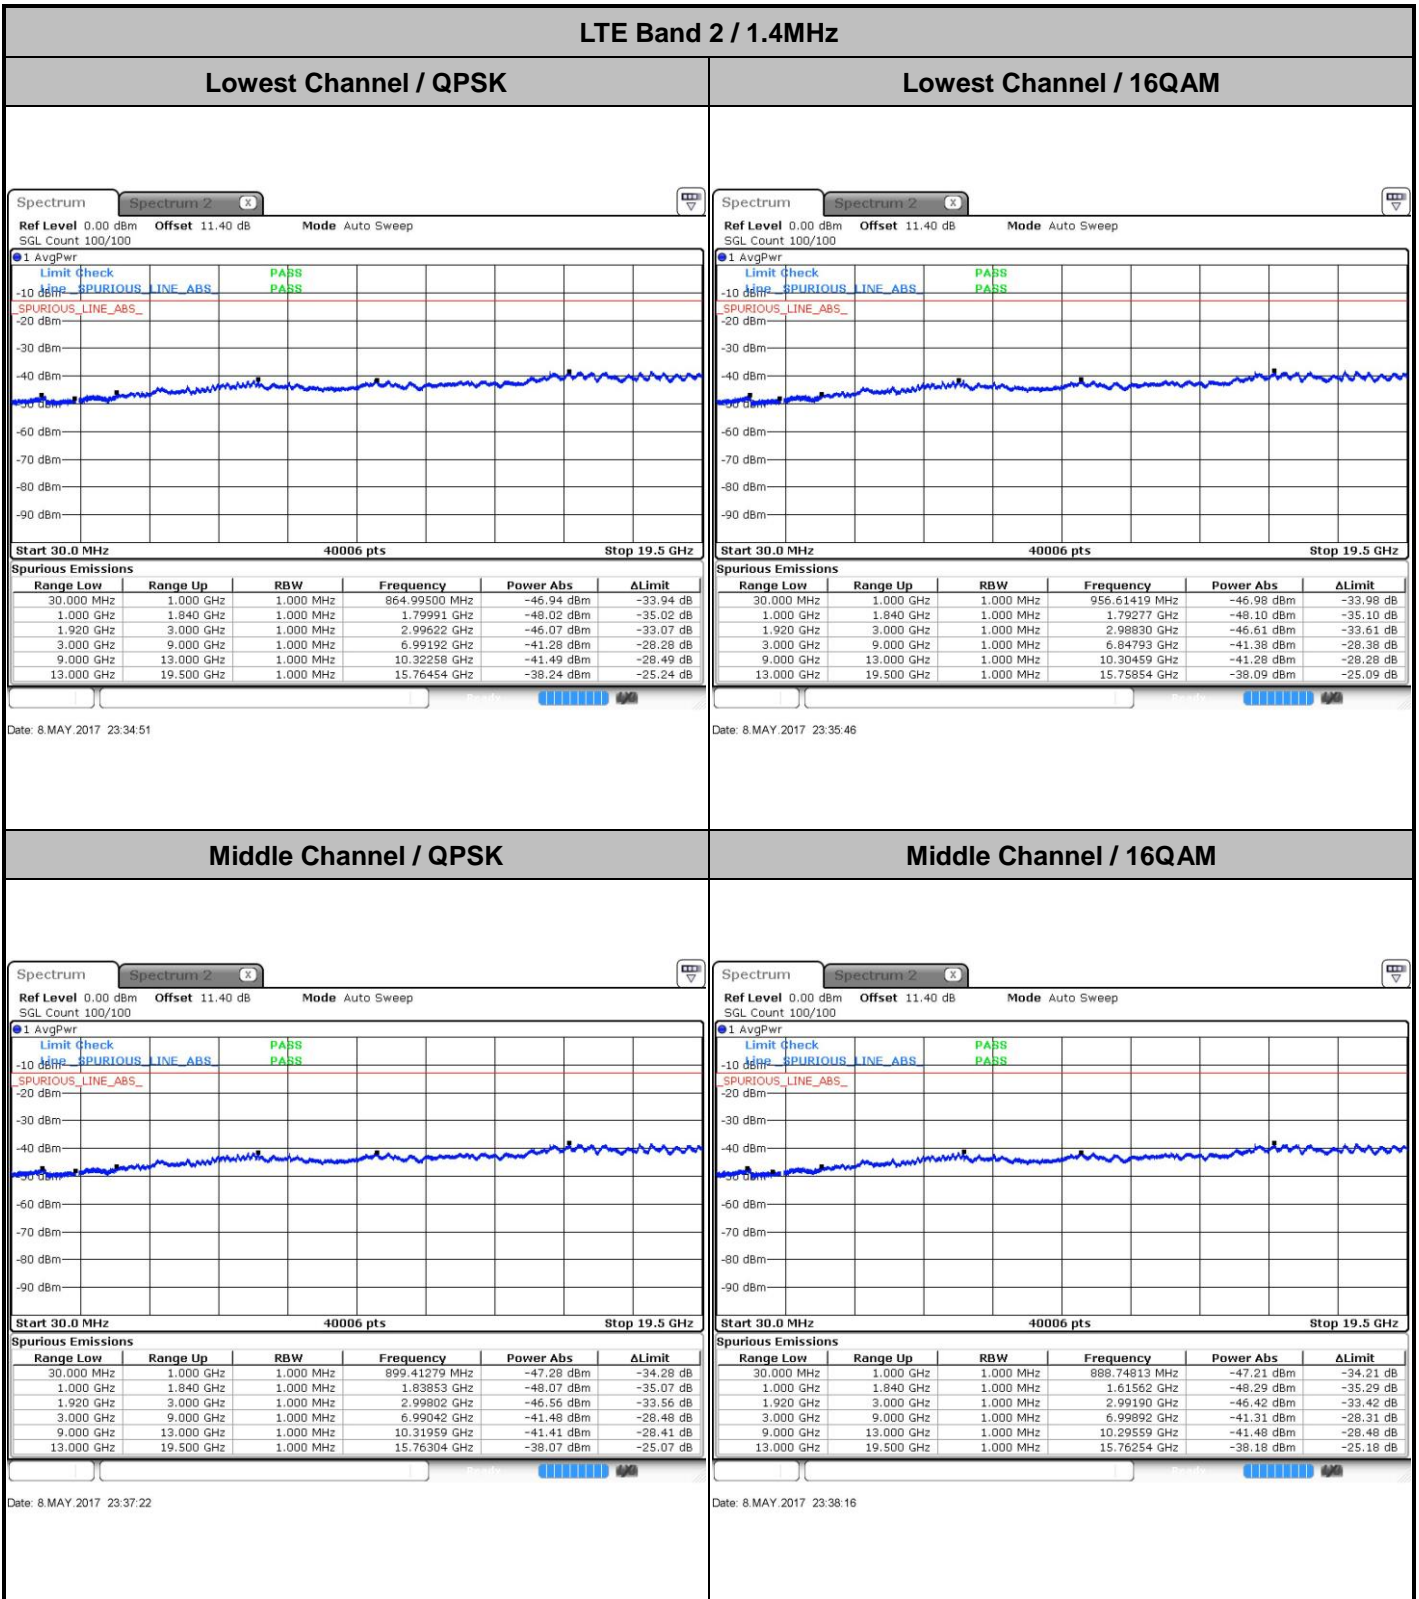 LTE Band 2 / 1.4MHz
Lowest Channel / QPSK
Lowest Channel / 16QAM
Spectrum Spectrum 2 X
Ref Level 0.00 dBm Offset 11.40 dB Mode Auto Sweep
SGL Count 100/100
1 AvgPwr
Limit Check PASS
Line _SPURIOUS_LINE_ABS_ PASS
-10 dBm
_SPURIOUS_LINE_ABS_
-20 dBm
-30 dBm
-40 dBm
-50 dBm
-60 dBm
-70 dBm
-80 dBm
-90 dBm
Start 30.0 MHz 40006 pts Stop 19.5 GHz
Spurious Emissions
Range Low Range Up RBW Frequency Power Abs ΔLimit
30.000 MHz 1.000 GHz 1.000 MHz 864.99500 MHz -46.94 dBm -33.94 dB
1.000 GHz 1.840 GHz 1.000 MHz 1.79991 GHz -48.02 dBm -35.02 dB
1.920 GHz 3.000 GHz 1.000 MHz 2.99622 GHz -46.07 dBm -33.07 dB
3.000 GHz 9.000 GHz 1.000 MHz 6.99192 GHz -41.28 dBm -28.28 dB
9.000 GHz 13.000 GHz 1.000 MHz 10.32258 GHz -41.49 dBm -28.49 dB
13.000 GHz 19.500 GHz 1.000 MHz 15.76454 GHz -38.24 dBm -25.24 dB
Date: 8.MAY.2017 23:34:51
Spectrum Spectrum 2 X
Ref Level 0.00 dBm Offset 11.40 dB Mode Auto Sweep
SGL Count 100/100
1 AvgPwr
Limit Check PASS
Line _SPURIOUS_LINE_ABS_ PASS
-10 dBm
_SPURIOUS_LINE_ABS_
-20 dBm
-30 dBm
-40 dBm
-50 dBm
-60 dBm
-70 dBm
-80 dBm
-90 dBm
Start 30.0 MHz 40006 pts Stop 19.5 GHz
Spurious Emissions
Range Low Range Up RBW Frequency Power Abs ΔLimit
30.000 MHz 1.000 GHz 1.000 MHz 956.61419 MHz -46.98 dBm -33.98 dB
1.000 GHz 1.840 GHz 1.000 MHz 1.79277 GHz -48.10 dBm -35.10 dB
1.920 GHz 3.000 GHz 1.000 MHz 2.98830 GHz -46.61 dBm -33.61 dB
3.000 GHz 9.000 GHz 1.000 MHz 6.84793 GHz -41.38 dBm -28.38 dB
9.000 GHz 13.000 GHz 1.000 MHz 10.30459 GHz -41.28 dBm -28.28 dB
13.000 GHz 19.500 GHz 1.000 MHz 15.75854 GHz -38.09 dBm -25.09 dB
Date: 8.MAY.2017 23:35:46
Middle Channel / QPSK
Middle Channel / 16QAM
Spectrum Spectrum 2 X
Ref Level 0.00 dBm Offset 11.40 dB Mode Auto Sweep
SGL Count 100/100
1 AvgPwr
Limit Check PASS
Line _SPURIOUS_LINE_ABS_ PASS
-10 dBm
_SPURIOUS_LINE_ABS_
-20 dBm
-30 dBm
-40 dBm
-50 dBm
-60 dBm
-70 dBm
-80 dBm
-90 dBm
Start 30.0 MHz 40006 pts Stop 19.5 GHz
Spurious Emissions
Range Low Range Up RBW Frequency Power Abs ΔLimit
30.000 MHz 1.000 GHz 1.000 MHz 899.41279 MHz -47.28 dBm -34.28 dB
1.000 GHz 1.840 GHz 1.000 MHz 1.83853 GHz -48.07 dBm -35.07 dB
1.920 GHz 3.000 GHz 1.000 MHz 2.99802 GHz -46.56 dBm -33.56 dB
3.000 GHz 9.000 GHz 1.000 MHz 6.99042 GHz -41.48 dBm -28.48 dB
9.000 GHz 13.000 GHz 1.000 MHz 10.31959 GHz -41.41 dBm -28.41 dB
13.000 GHz 19.500 GHz 1.000 MHz 15.76304 GHz -38.07 dBm -25.07 dB
Date: 8.MAY.2017 23:37:22
Spectrum Spectrum 2 X
Ref Level 0.00 dBm Offset 11.40 dB Mode Auto Sweep
SGL Count 100/100
1 AvgPwr
Limit Check PASS
Line _SPURIOUS_LINE_ABS_ PASS
-10 dBm
_SPURIOUS_LINE_ABS_
-20 dBm
-30 dBm
-40 dBm
-50 dBm
-60 dBm
-70 dBm
-80 dBm
-90 dBm
Start 30.0 MHz 40006 pts Stop 19.5 GHz
Spurious Emissions
Range Low Range Up RBW Frequency Power Abs ΔLimit
30.000 MHz 1.000 GHz 1.000 MHz 888.74813 MHz -47.21 dBm -34.21 dB
1.000 GHz 1.840 GHz 1.000 MHz 1.61562 GHz -48.29 dBm -35.29 dB
1.920 GHz 3.000 GHz 1.000 MHz 2.99190 GHz -46.42 dBm -33.42 dB
3.000 GHz 9.000 GHz 1.000 MHz 6.99892 GHz -41.31 dBm -28.31 dB
9.000 GHz 13.000 GHz 1.000 MHz 10.29559 GHz -41.48 dBm -28.48 dB
13.000 GHz 19.500 GHz 1.000 MHz 15.76254 GHz -38.18 dBm -25.18 dB
Date: 8.MAY.2017 23:38:16